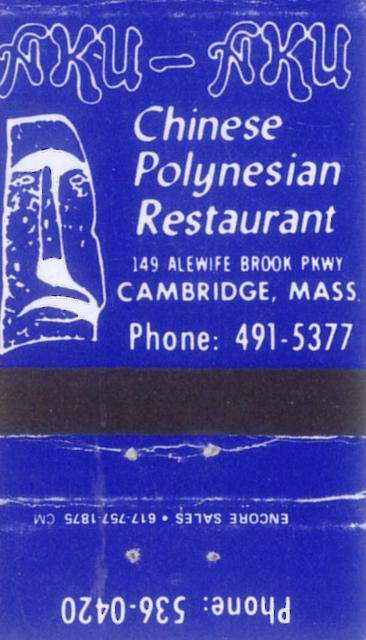 AKU-AKU
Chinese
Polynesian
Restaurant
149 ALEWIFE BROOK PKWY
CAMBRIDGE, MASS.
Phone: 491-5377
ENCORE SALES • 617-757-1875 CM
Phone: 536-0420